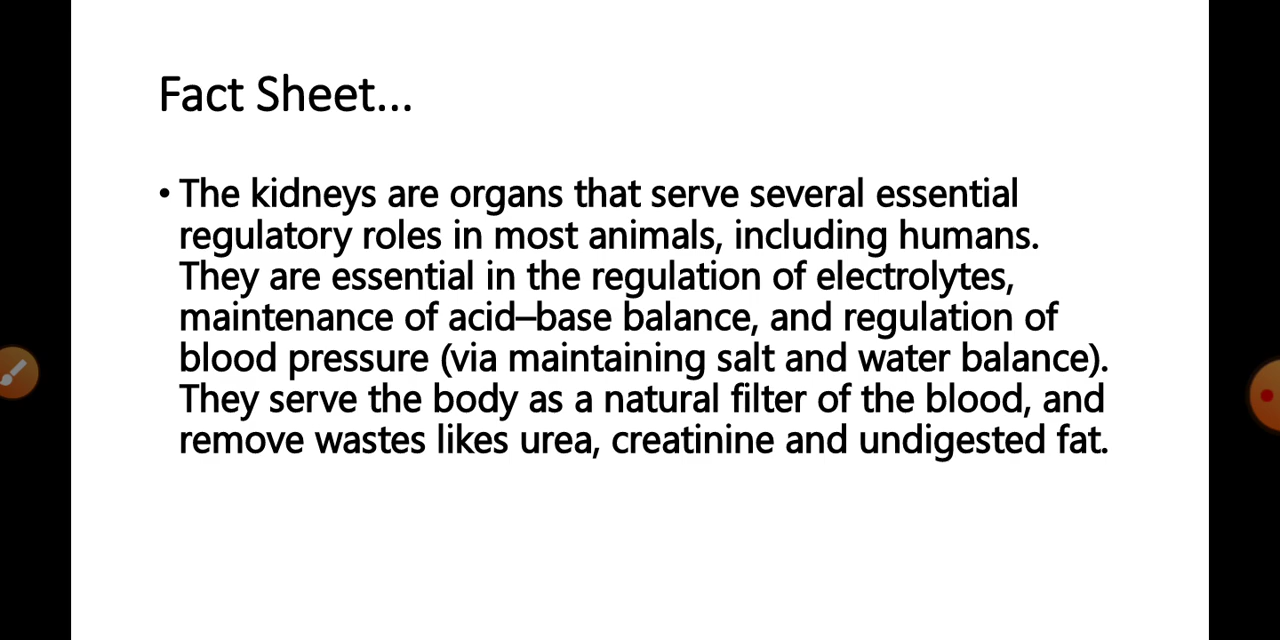 Fact Sheet...
• The kidneys are organs that serve several essential
regulatory roles in most animals, including humans.
They are essential in the regulation of electrolytes,
maintenance of acid–base balance, and regulation of
blood pressure (via maintaining salt and water balance).
They serve the body as a natural filter of the blood, and
remove wastes likes urea, creatinine and undigested fat.